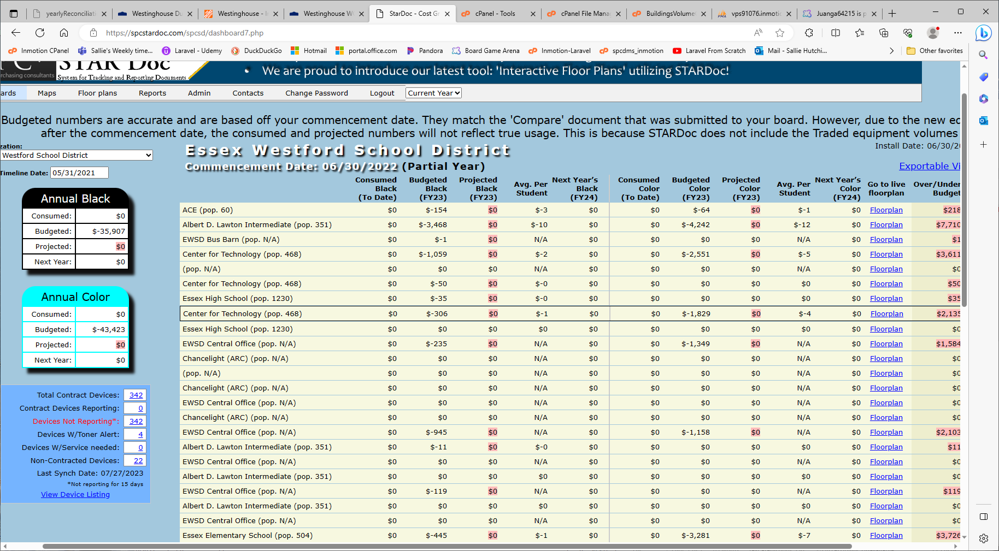 yearlyReconciliati
Westinghouse Du
Westinghouse - I
Westinghouse W
StarDoc - Cost Gr
cPanel - Tools
cPanel File Mana
BuildingsVolume
vps91076.inmotic
Juanga64215 is p
https://spcstardoc.com/spcsd/dashboard7.php
Inmotion CPanel
Sallie's Weekly time...
Laravel - Udemy
DuckDuckGo
Hotmail
portal.office.com
Pandora
Board Game Arena
Inmotion-Laravel
spcdms_inmotion
Laravel From Scratch
Mail - Sallie Hutchi...
Other favorites
STAR Doc
rchasing consultants
System for Tracking and Reporting Documents
• We are proud to introduce our latest tool: 'Interactive Floor Plans' utilizing STARDoc!
ards Maps Floor plans Reports Admin Contacts Change Password Logout Current Year
Budgeted numbers are accurate and are based off your commencement date. They match the 'Compare' document that was submitted to your board. However, due to the new ec
after the commencement date, the consumed and projected numbers will not reflect true usage. This is because STARDoc does not include the Traded equipment volumes
zation:
Westford School District
Timeline Date: 05/31/2021
Essex Westford School District
Commencement Date: 06/30/2022 (Partial Year)
Install Date: 06/30/20
Exportable Vi
Annual Black
Consumed: $0
Budgeted: $-35,907
Projected: $0
Next Year: $0
Annual Color
Consumed: $0
Budgeted: $-43,423
Projected: $0
Next Year: $0
Total Contract Devices: 342
Contract Devices Reporting: 0
Devices Not Reporting*: 342
Devices W/Toner Alert: 4
Devices W/Service needed: 0
Non-Contracted Devices: 22
Last Synch Date: 07/27/2023
*Not reporting for 15 days
View Device Listing
Consumed Black (To Date) Budgeted Black (FY23) Projected Black (FY23) Avg. Per Student Next Year's Black (FY24) Consumed Color (To Date) Budgeted Color (FY23) Projected Color (FY23) Avg. Per Student Next Year's Color (FY24) Go to live floorplan Over/Under Budget
ACE (pop. 60) $0 $-154 $0 $-3 $0 $0 $-64 $0 $-1 $0 Floorplan $218
Albert D. Lawton Intermediate (pop. 351) $0 $-3,468 $0 $-10 $0 $0 $-4,242 $0 $-12 $0 Floorplan $7,710
EWSD Bus Barn (pop. N/A) $0 $-1 $0 N/A $0 $0 $0 $0 N/A $0 Floorplan $1
Center for Technology (pop. 468) $0 $-1,059 $0 $-2 $0 $0 $-2,551 $0 $-5 $0 Floorplan $3,611
(pop. N/A) $0 $0 $0 N/A $0 $0 $0 $0 N/A $0 Floorplan $0
Center for Technology (pop. 468) $0 $-50 $0 $-0 $0 $0 $0 $0 $0 $0 Floorplan $50
Essex High School (pop. 1230) $0 $-35 $0 $-0 $0 $0 $0 $0 $0 $0 Floorplan $35
Center for Technology (pop. 468) $0 $-306 $0 $-1 $0 $0 $-1,829 $0 $-4 $0 Floorplan $2,135
Essex High School (pop. 1230) $0 $0 $0 $0 $0 $0 $0 $0 $0 $0 Floorplan $0
EWSD Central Office (pop. N/A) $0 $-235 $0 N/A $0 $0 $-1,349 $0 N/A $0 Floorplan $1,584
Chancelight (ARC) (pop. N/A) $0 $0 $0 N/A $0 $0 $0 $0 N/A $0 Floorplan $0
(pop. N/A) $0 $0 $0 N/A $0 $0 $0 $0 N/A $0 Floorplan $0
Chancelight (ARC) (pop. N/A) $0 $0 $0 N/A $0 $0 $0 $0 N/A $0 Floorplan $0
EWSD Central Office (pop. N/A) $0 $0 $0 N/A $0 $0 $0 $0 N/A $0 Floorplan $0
Chancelight (ARC) (pop. N/A) $0 $0 $0 N/A $0 $0 $0 $0 N/A $0 Floorplan $0
EWSD Central Office (pop. N/A) $0 $-945 $0 N/A $0 $0 $-1,158 $0 N/A $0 Floorplan $2,103
Albert D. Lawton Intermediate (pop. 351) $0 $-11 $0 $-0 $0 $0 $0 $0 $0 $0 Floorplan $11
EWSD Central Office (pop. N/A) $0 $0 $0 N/A $0 $0 $0 $0 N/A $0 Floorplan $0
Albert D. Lawton Intermediate (pop. 351) $0 $0 $0 $0 $0 $0 $0 $0 $0 $0 Floorplan $0
EWSD Central Office (pop. N/A) $0 $-119 $0 N/A $0 $0 $0 $0 N/A $0 Floorplan $119
Albert D. Lawton Intermediate (pop. 351) $0 $0 $0 $0 $0 $0 $0 $0 $0 $0 Floorplan $0
EWSD Central Office (pop. N/A) $0 $0 $0 N/A $0 $0 $0 $0 N/A $0 Floorplan $0
Essex Elementary School (pop. 504) $0 $-445 $0 $-1 $0 $0 $-3,281 $0 $-7 $0 Floorplan $3,726